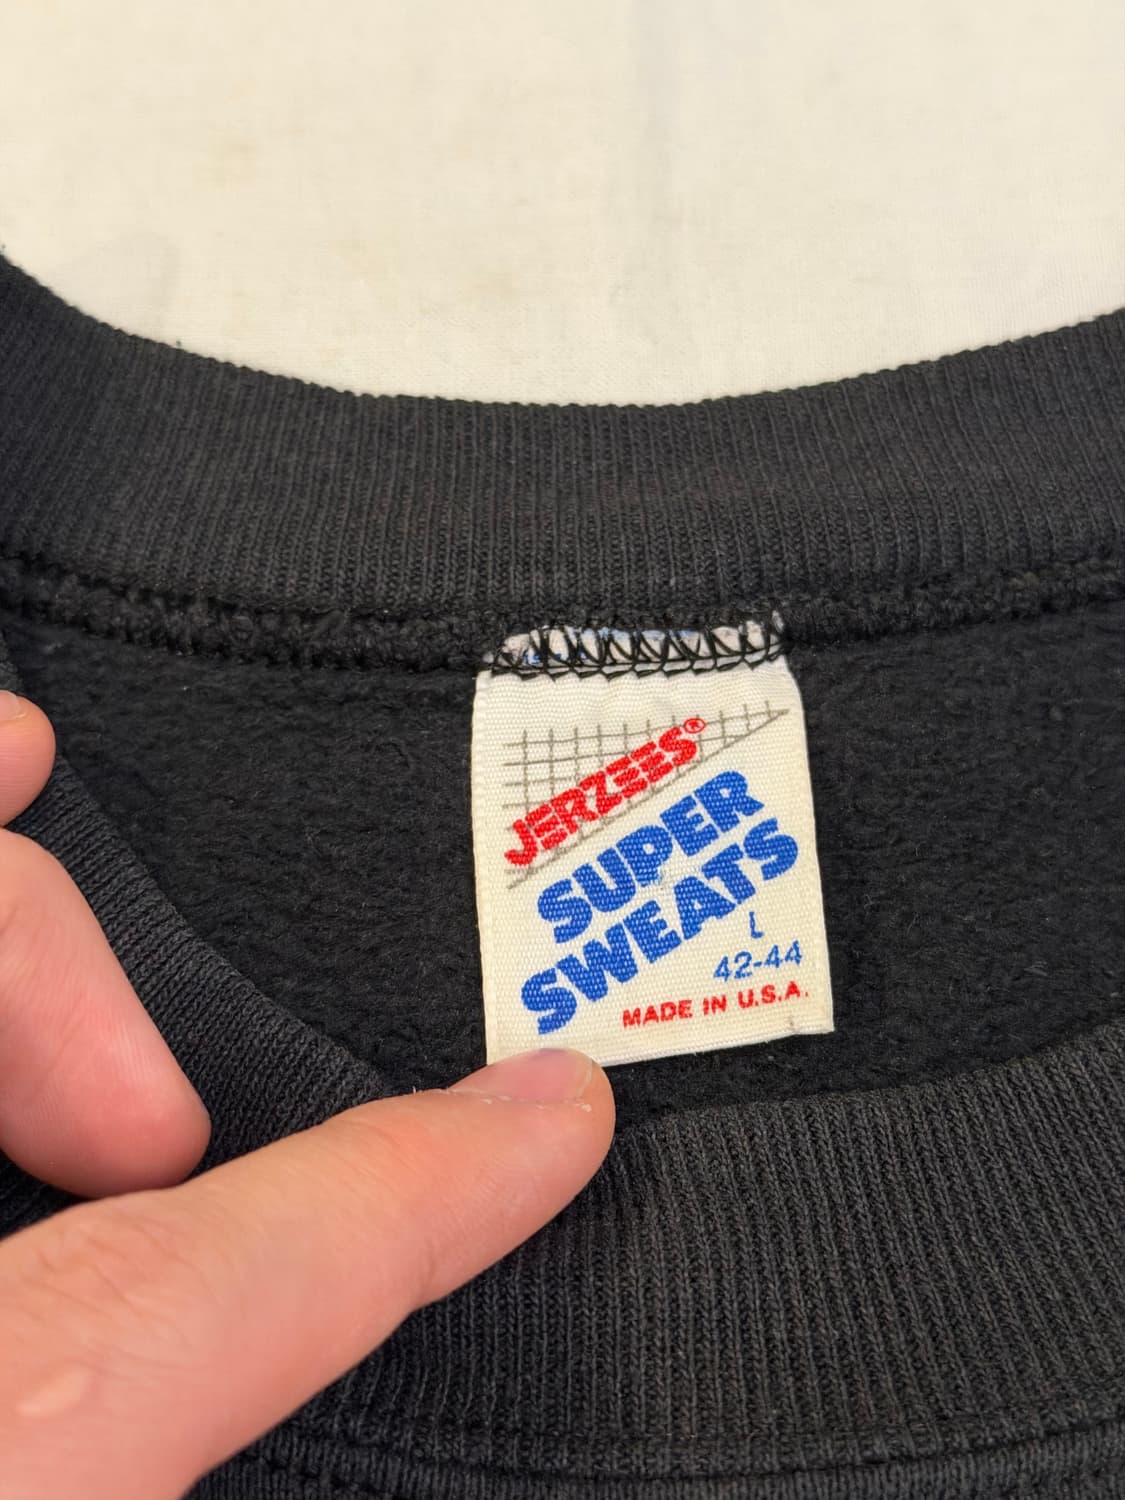 JERZEES®
SUPER
SWEATS
L
42-44
MADE IN U.S.A.